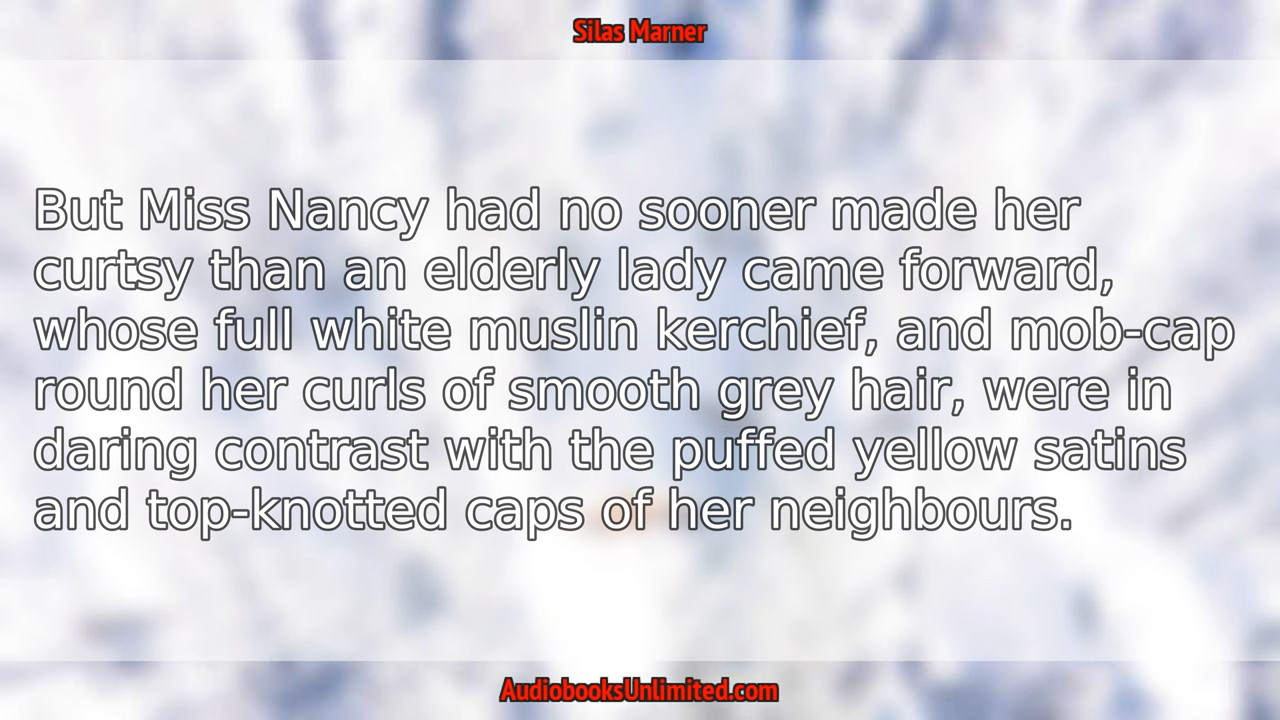 Silas Marner
But Miss Nancy had no sooner made her
curtsy than an elderly lady came forward,
whose full white muslin kerchief, and mob-cap
round her curls of smooth grey hair, were in
daring contrast with the puffed yellow satins
and top-knotted caps of her neighbours.
AudiobooksUnlimited.com